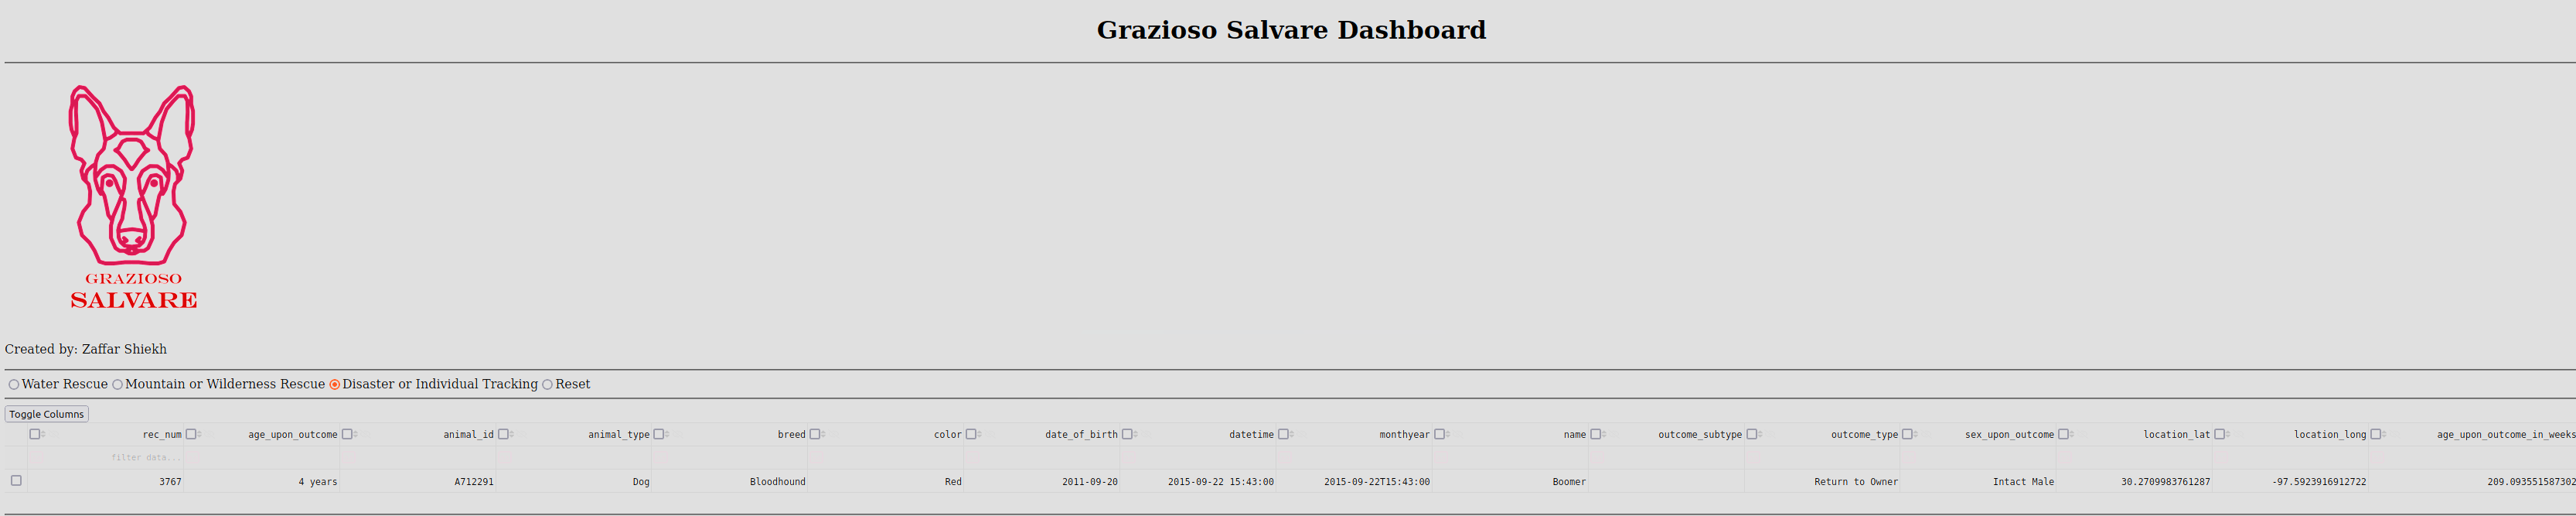 Grazioso Salvare Dashboard
GRAZIOSO
SALVARE
Created by: Zaffar Shiekh
Water Rescue Mountain or Wilderness Rescue Disaster or Individual Tracking Reset
Toggle Columns
rec_num age_upon_outcome animal_id animal_type breed color date_of_birth datetime monthyear name outcome_subtype outcome_type sex_upon_outcome location_lat location_long age_upon_outcome_in_weeks
filter data...
3767 4 years A712291 Dog Bloodhound Red 2011-09-20 2015-09-22 15:43:00 2015-09-22T15:43:00 Boomer Return to Owner Intact Male 30.2709983761287 -97.5923916912722 209.093551587302